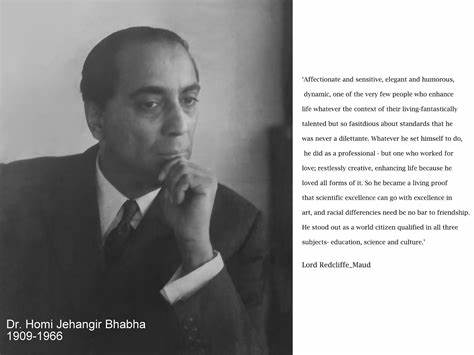 'Affectionate and sensitive, elegant and humorous,
dynamic, one of the very few people who enhance
life whatever the context of their living-fantastically
talented but so fasitdious about standards that he
was never a dilettante. Whatever he set himself to do,
he did as a professional - but one who worked for
love; restlessly creative, enhancing life because he
loved all forms of it. So he became a living proof
that scientific excellence can go with excellence in
art, and racial differencies need be no bar to friendship.
He stood out as a world citizen qualified in all three
subjects- education, science and culture.'
Lord Redcliffe_Maud
Dr. Homi Jehangir Bhabha
1909-1966